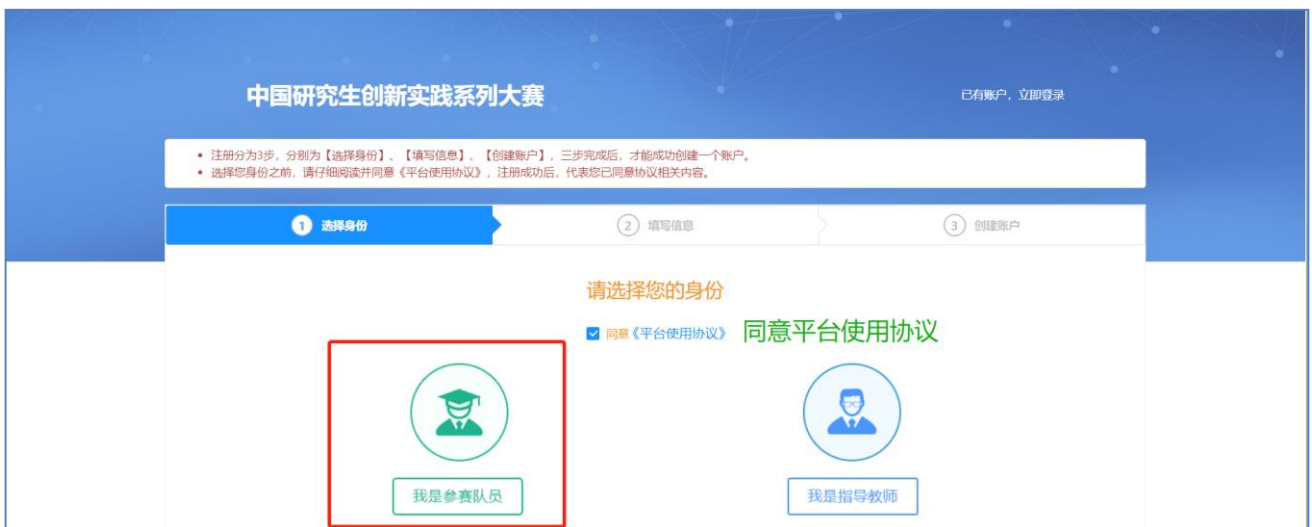 中国研究生创新实践系列大赛
已有账户，立即登录
• 注册分为3步，分别为【选择身份】、【填写信息】、【创建账户】，三步完成后，才能成功创建一个账户。
• 选择您身份之前，请仔细阅读并同意《平台使用协议》，注册成功后，代表您已同意协议相关内容。
1 选择身份
2 填写信息
3 创建账户
请选择您的身份
同意《平台使用协议》 同意平台使用协议
我是参赛队员
我是指导教师